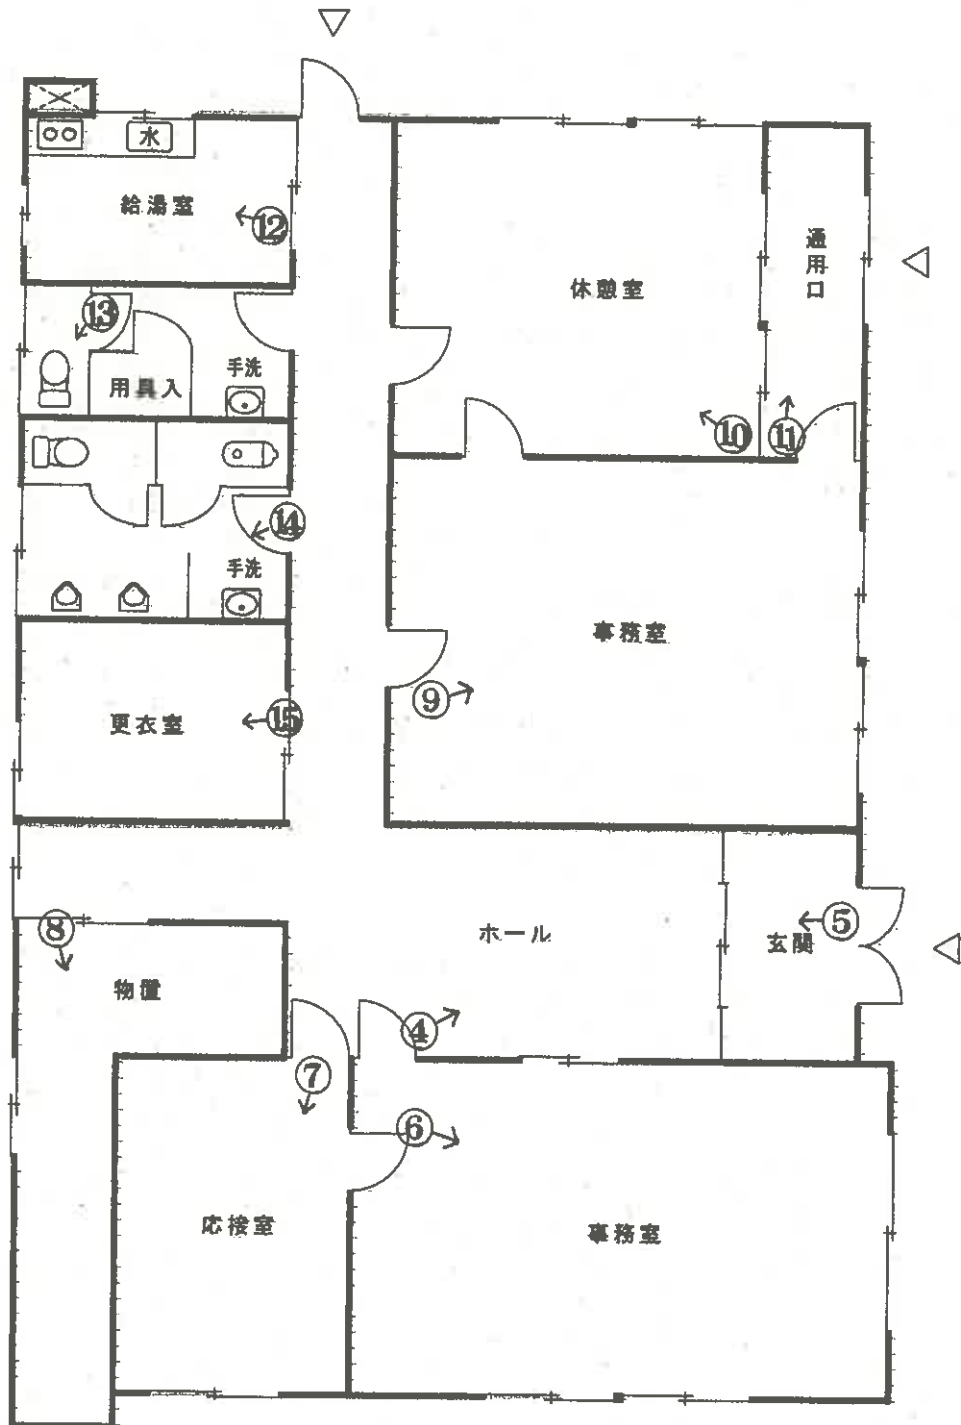 水
給湯室
⑫
通用口
休憩室
⑬
手洗
用具入
⑩
⑪
⑭
手洗
事務室
⑨
更衣室
⑮
⑧
ホール
⑤
玄関
物置
④
⑦
⑥
応接室
事務室